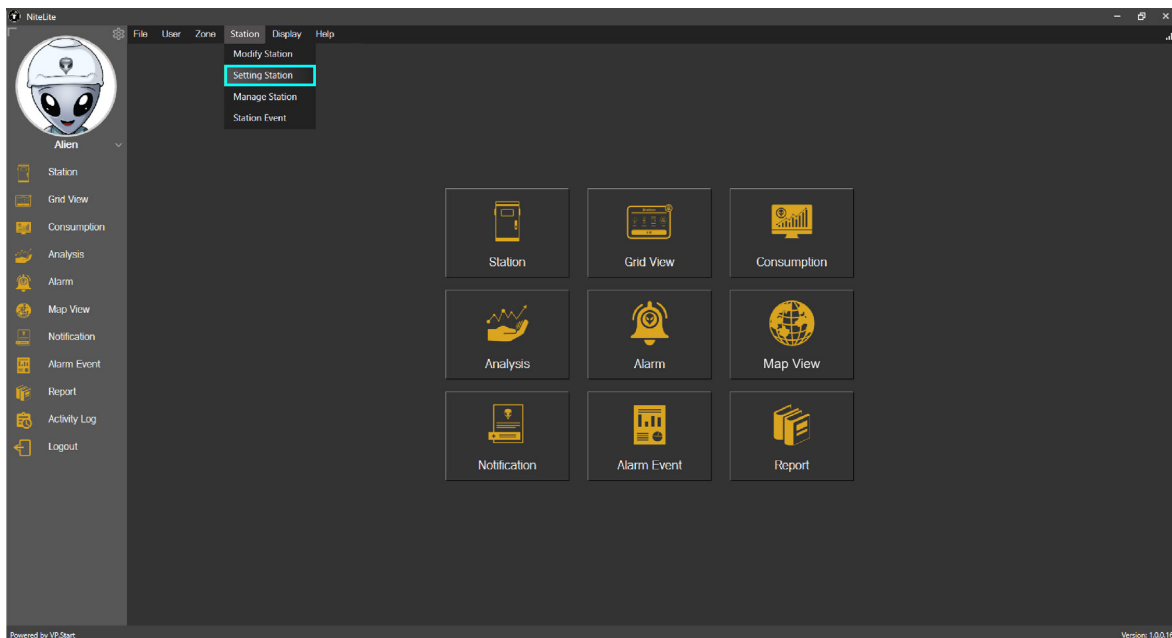 NiteLite
File User Zone Station Display Help
Modify Station
Setting Station
Manage Station
Station Event
Alien
Station
Grid View
Consumption
Analysis
Alarm
Map View
Notification
Alarm Event
Report
Activity Log
Logout
Station Grid View Consumption
Analysis Alarm Map View
Notification Alarm Event Report
Powered by VP.Start
Version: 1.0.0.16